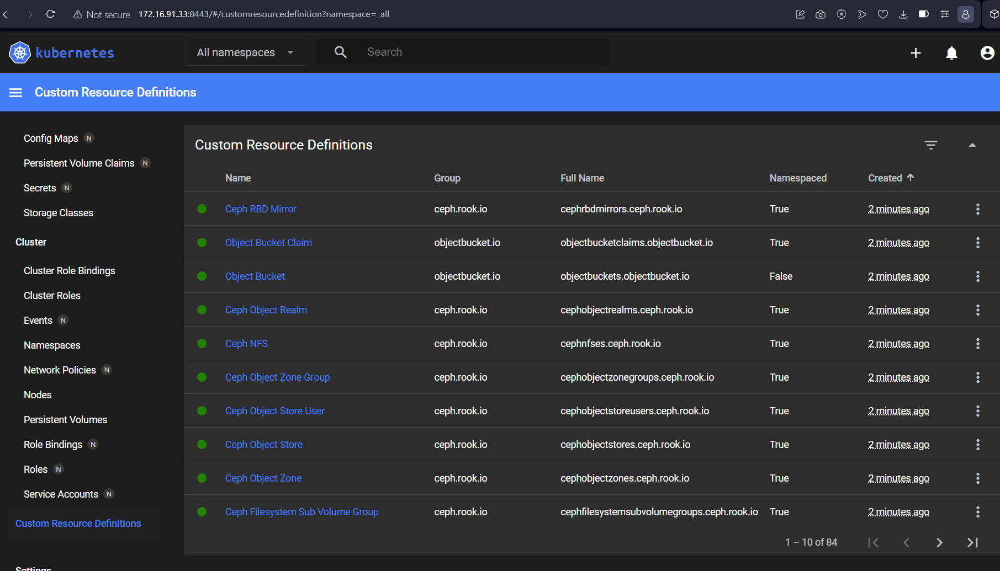 Not secure 172.16.91.33:8443/#/customresourcedefinition?namespace=_all
kubernetes
All namespaces
Search
Custom Resource Definitions
Config Maps N
Persistent Volume Claims N
Secrets N
Storage Classes
Cluster
Cluster Role Bindings
Cluster Roles
Events N
Namespaces
Network Policies N
Nodes
Persistent Volumes
Role Bindings N
Roles N
Service Accounts N
Custom Resource Definitions
Settings
Custom Resource Definitions
Name Group Full Name Namespaced Created
Ceph RBD Mirror ceph.rook.io cephrbdmirrors.ceph.rook.io True 2 minutes ago
Object Bucket Claim objectbucket.io objectbucketclaims.objectbucket.io True 2 minutes ago
Object Bucket objectbucket.io objectbuckets.objectbucket.io False 2 minutes ago
Ceph Object Realm ceph.rook.io cephobjectrealms.ceph.rook.io True 2 minutes ago
Ceph NFS ceph.rook.io cephnfses.ceph.rook.io True 2 minutes ago
Ceph Object Zone Group ceph.rook.io cephobjectzonegroups.ceph.rook.io True 2 minutes ago
Ceph Object Store User ceph.rook.io cephobjectstoreusers.ceph.rook.io True 2 minutes ago
Ceph Object Store ceph.rook.io cephobjectstores.ceph.rook.io True 2 minutes ago
Ceph Object Zone ceph.rook.io cephobjectzones.ceph.rook.io True 2 minutes ago
Ceph Filesystem Sub Volume Group ceph.rook.io cephfilesystemsubvolumegroups.ceph.rook.io True 2 minutes ago
1 – 10 of 84